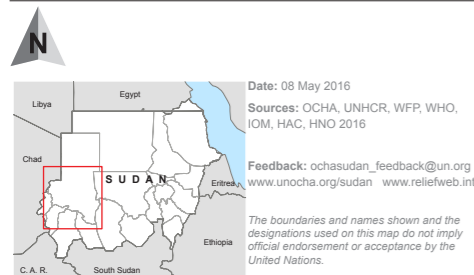 N
Libya
Egypt
Chad
SUDAN
Eritrea
Ethiopia
C. A. R.
South Sudan
Date: 08 May 2016
Sources: OCHA, UNHCR, WFP, WHO,
IOM, HAC, HNO 2016
Feedback: ochasudan_feedback@un.org
www.unocha.org/sudan www.reliefweb.int
The boundaries and names shown and the
designations used on this map do not imply
official endorsement or acceptance by the
United Nations.